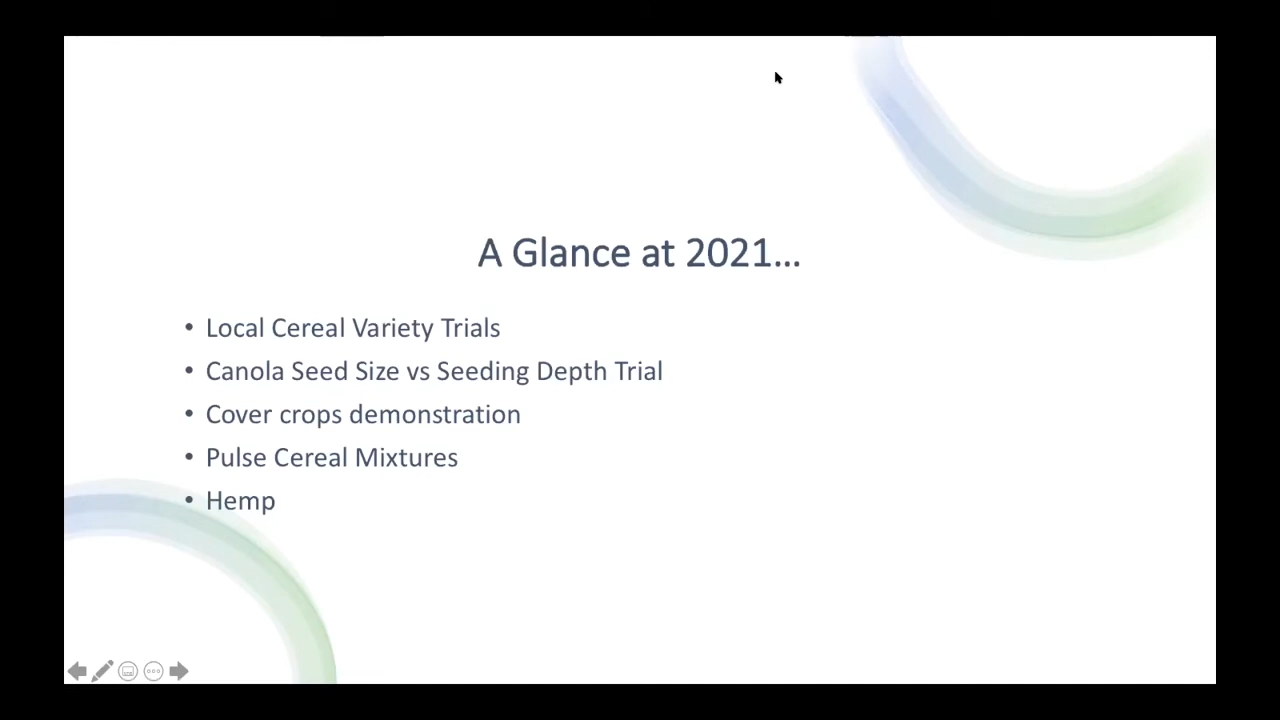 A Glance at 2021...
• Local Cereal Variety Trials
• Canola Seed Size vs Seeding Depth Trial
• Cover crops demonstration
• Pulse Cereal Mixtures
• Hemp